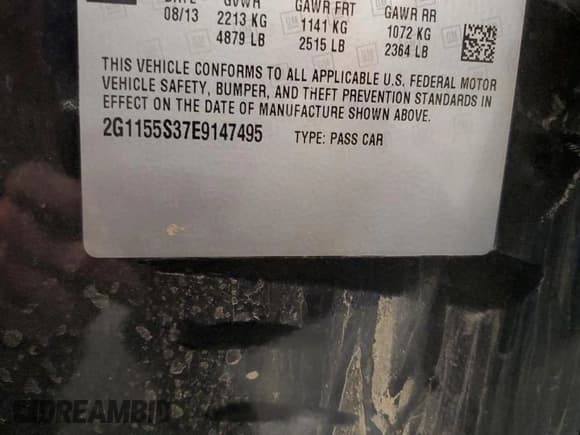 DATE GVWR GAWR FRT GAWR RR
08/13 2213 KG 1141 KG 1072 KG
4879 LB 2515 LB 2364 LB
THIS VEHICLE CONFORMS TO ALL APPLICABLE U.S. FEDERAL MOTOR
VEHICLE SAFETY, BUMPER, AND THEFT PREVENTION STANDARDS IN
EFFECT ON THE DATE OF MANUFACTURE SHOWN ABOVE.
2G1155S37E9147495 TYPE: PASS CAR
DREAMBID